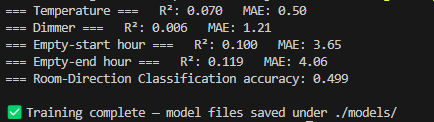 === Temperature ===   R²: 0.070   MAE: 0.50
=== Dimmer ===   R²: 0.006   MAE: 1.21
=== Empty-start hour ===   R²: 0.100   MAE: 3.65
=== Empty-end hour ===   R²: 0.119   MAE: 4.06
=== Room-Direction Classification accuracy: 0.499
✅ Training complete — model files saved under ./models/